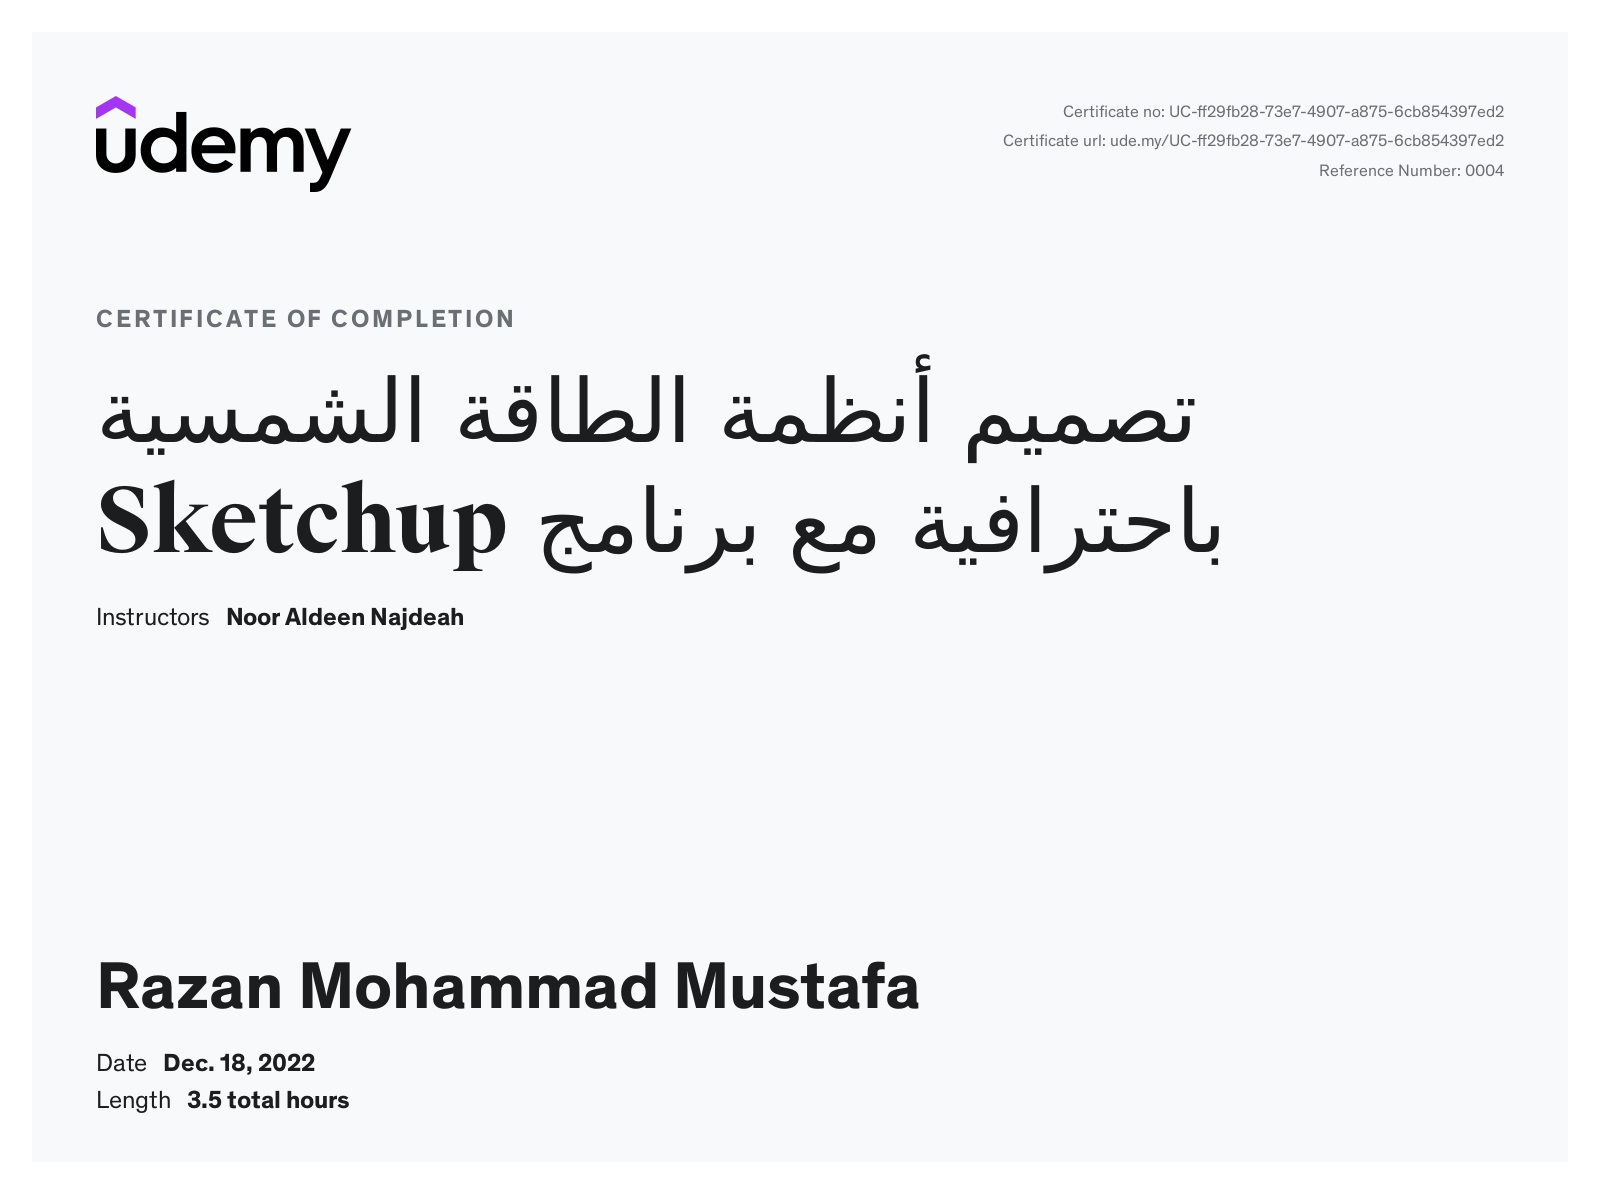 udemy
Certificate no: UC-ff29fb28-73e7-4907-a875-6cb854397ed2
Certificate url: ude.my/UC-ff29fb28-73e7-4907-a875-6cb854397ed2
Reference Number: 0004
CERTIFICATE OF COMPLETION
تصميم أنظمة الطاقة الشمسية
باحترافية مع برنامج Sketchup
Instructors Noor Aldeen Najdeah
Razan Mohammad Mustafa
Date Dec. 18, 2022
Length 3.5 total hours